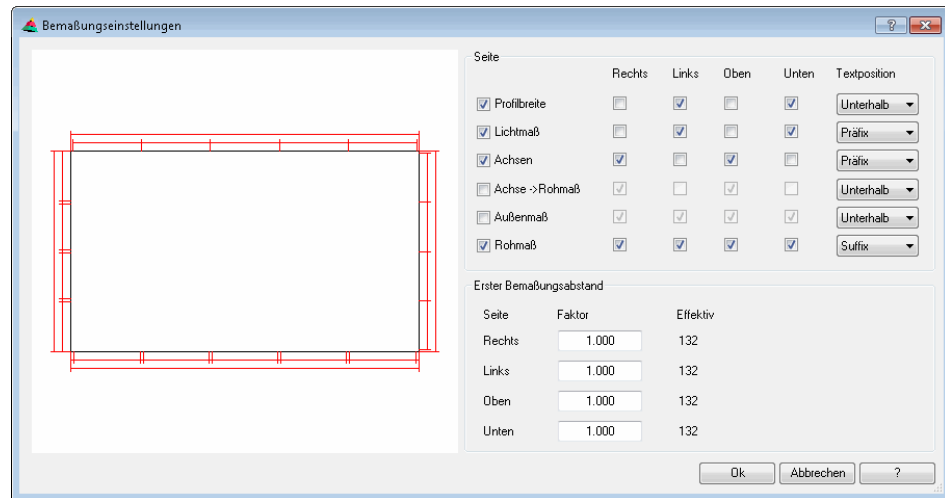 Bemaßungseinstellungen
Seite
Rechts Links Oben Unten Textposition
Profilbreite Unterhalb
Lichtmaß Präfix
Achsen Präfix
Achse ->Rohmaß Unterhalb
Außenmaß Unterhalb
Rohmaß Suffix
Erster Bemaßungsabstand
Seite Faktor Effektiv
Rechts 1.000 132
Links 1.000 132
Oben 1.000 132
Unten 1.000 132
Ok Abbrechen ?